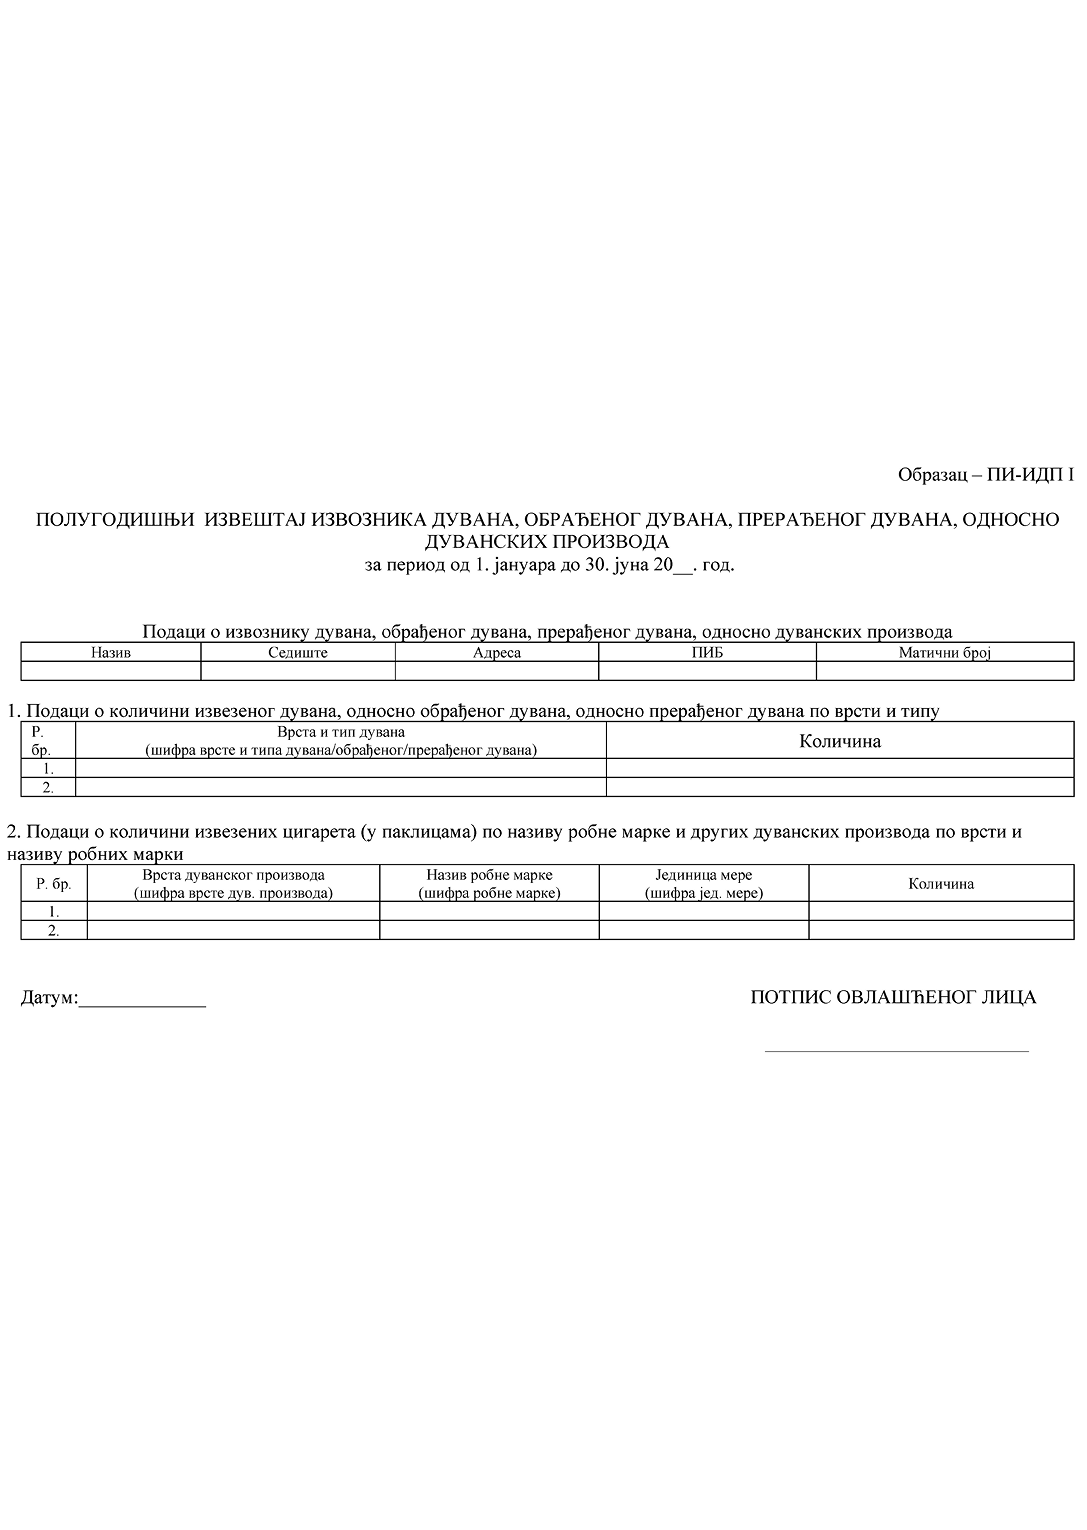 Образац – ПИ-ИДП I
ПОЛУГОДИШЊИ  ИЗВЕШТАЈ ИЗВОЗНИКА ДУВАНА, ОБРАЂЕНОГ ДУВАНА, ПРЕРАЂЕНОГ ДУВАНА, ОДНОСНО
ДУВАНСКИХ ПРОИЗВОДА
за период од 1. јануара до 30. јуна 20__. год.
Подаци о извознику дувана, обрађеног дувана, прерађеног дувана, односно дуванских производа
Назив Седиште Адреса ПИБ Матични број
1. Подаци о количини извезеног дувана, односно обрађеног дувана, односно прерађеног дувана по врсти и типу
Р. бр. Врста и тип дувана (шифра врсте и типа дувана/обрађеног/прерађеног дувана) Количина
1.
2.
2. Подаци о количини извезених цигарета (у паклицама) по називу робне марке и других дуванских производа по врсти и
називу робних марки
Р. бр. Врста дуванског производа (шифра врсте дув. производа) Назив робне марке (шифра робне марке) Јединица мере (шифра јед. мере) Количина
1.
2.
Датум:______________ ПОТПИС ОВЛАШЋЕНОГ ЛИЦА